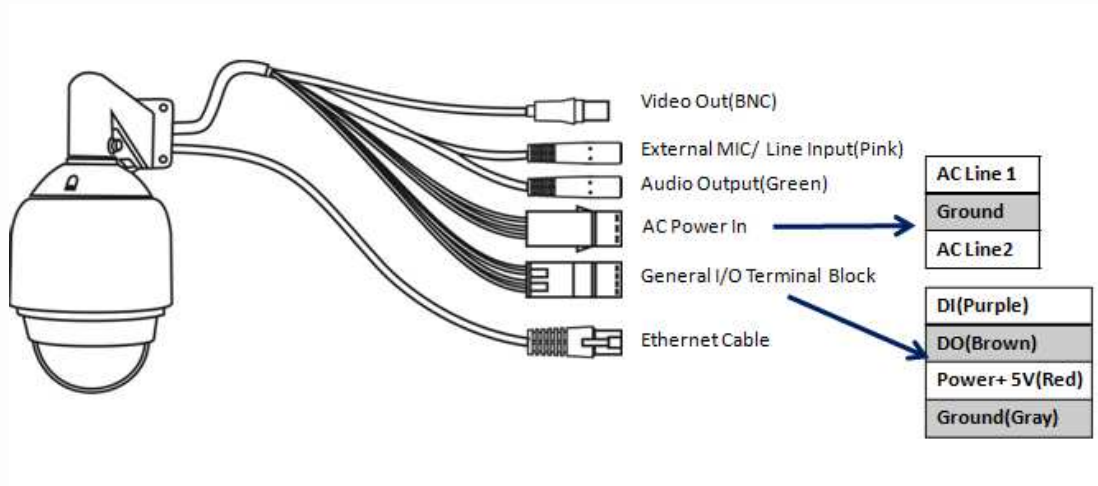 Video Out(BNC)
External MIC/ Line Input(Pink)
Audio Output(Green)
AC Power In
General I/O Terminal Block
Ethernet Cable
AC Line 1
Ground
AC Line2
DI(Purple)
DO(Brown)
Power+ 5V(Red)
Ground(Gray)